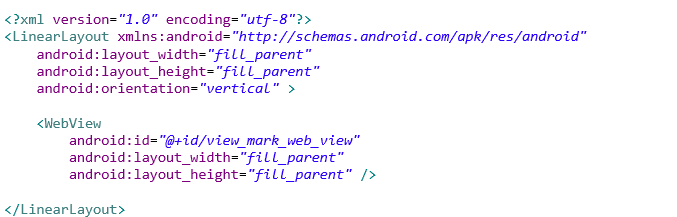 <?xml version="1.0" encoding="utf-8"?>
<LinearLayout xmlns:android="http://schemas.android.com/apk/res/android"
    android:layout_width="fill_parent"
    android:layout_height="fill_parent"
    android:orientation="vertical" >

    <WebView
        android:id="@+id/view_mark_web_view"
        android:layout_width="fill_parent"
        android:layout_height="fill_parent" />

</LinearLayout>